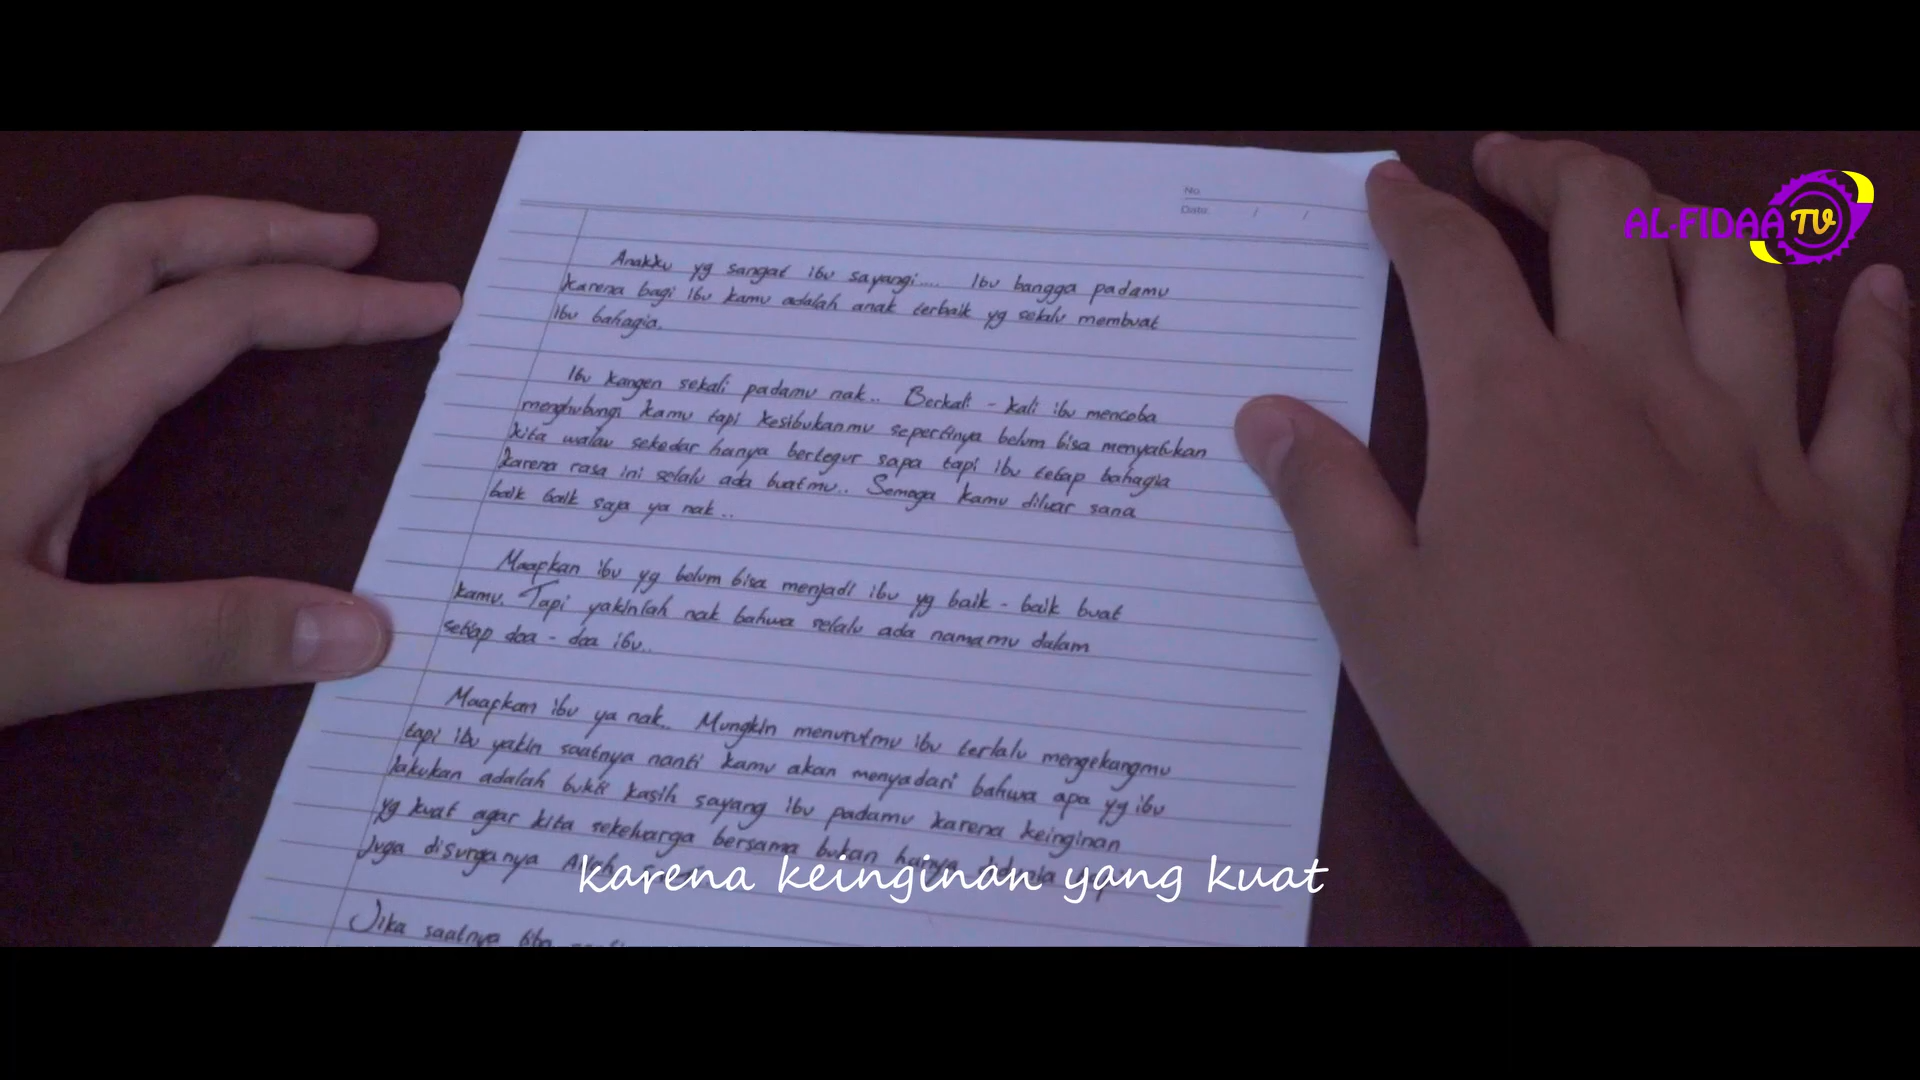 No.
Date. / /
AL-FIDAA TV
Anakku yg sangat ibu sayangi.... Ibu bangga padamu
karena bagi ibu kamu adalah anak terbaik yg selalu membuat
ibu bahagia.
Ibu kangen sekali padamu nak.. Berkali - kali ibu mencoba
menghubungi kamu tapi kesibukanmu sepertinya belum bisa menyatukan
kita walau sekedar hanya bertegur sapa tapi ibu tetap bahagia
karena rasa ini selalu ada buatmu.. Semoga kamu diluar sana
baik baik saja ya nak..
Maapkan ibu yg belum bisa menjadi ibu yg baik - baik buat
kamu. Tapi yakinlah nak bahwa selalu ada namamu dalam
setiap doa - doa ibu..
Maapkan ibu ya nak.. Mungkin menurutmu ibu terlalu mengekangmu
tapi ibu yakin saatnya nanti kamu akan menyadari bahwa apa yg ibu
lakukan adalah bukti kasih sayang ibu padamu karena keinginan
yg kuat agar kita sekeluarga bersama bukan hanya
juga disurganya Allah
karena keinginan yang kuat
Jika saatnya tiba